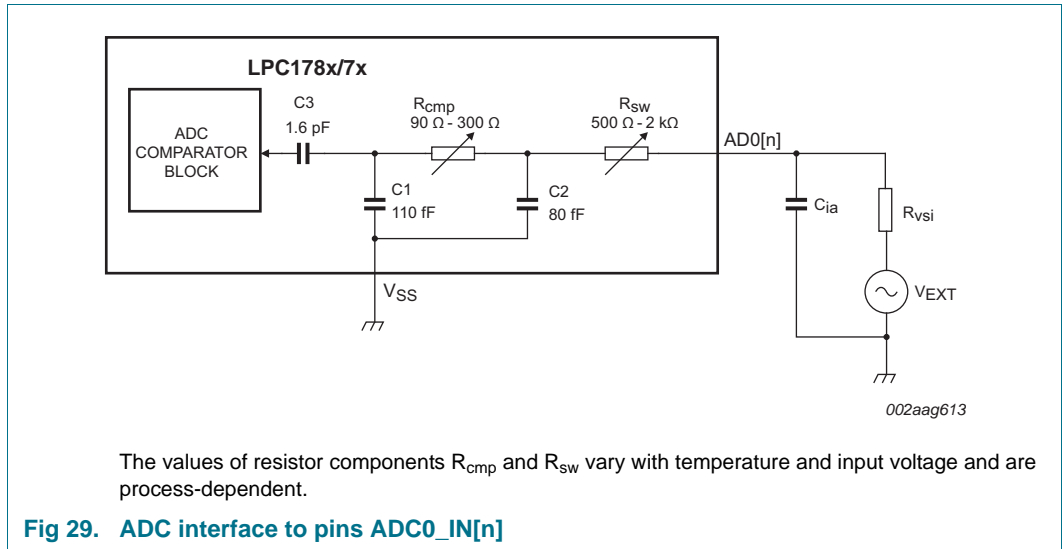 LPC178x/7x
ADC
COMPARATOR
BLOCK
C3
1.6 pF
Rcmp
90 Ω - 300 Ω
Rsw
500 Ω - 2 kΩ
AD0[n]
C1
110 fF
C2
80 fF
Cia
Rvsi
VSS
VEXT
002aag613
The values of resistor components Rcmp and Rsw vary with temperature and input voltage and are
process-dependent.
Fig 29. ADC interface to pins ADC0_IN[n]